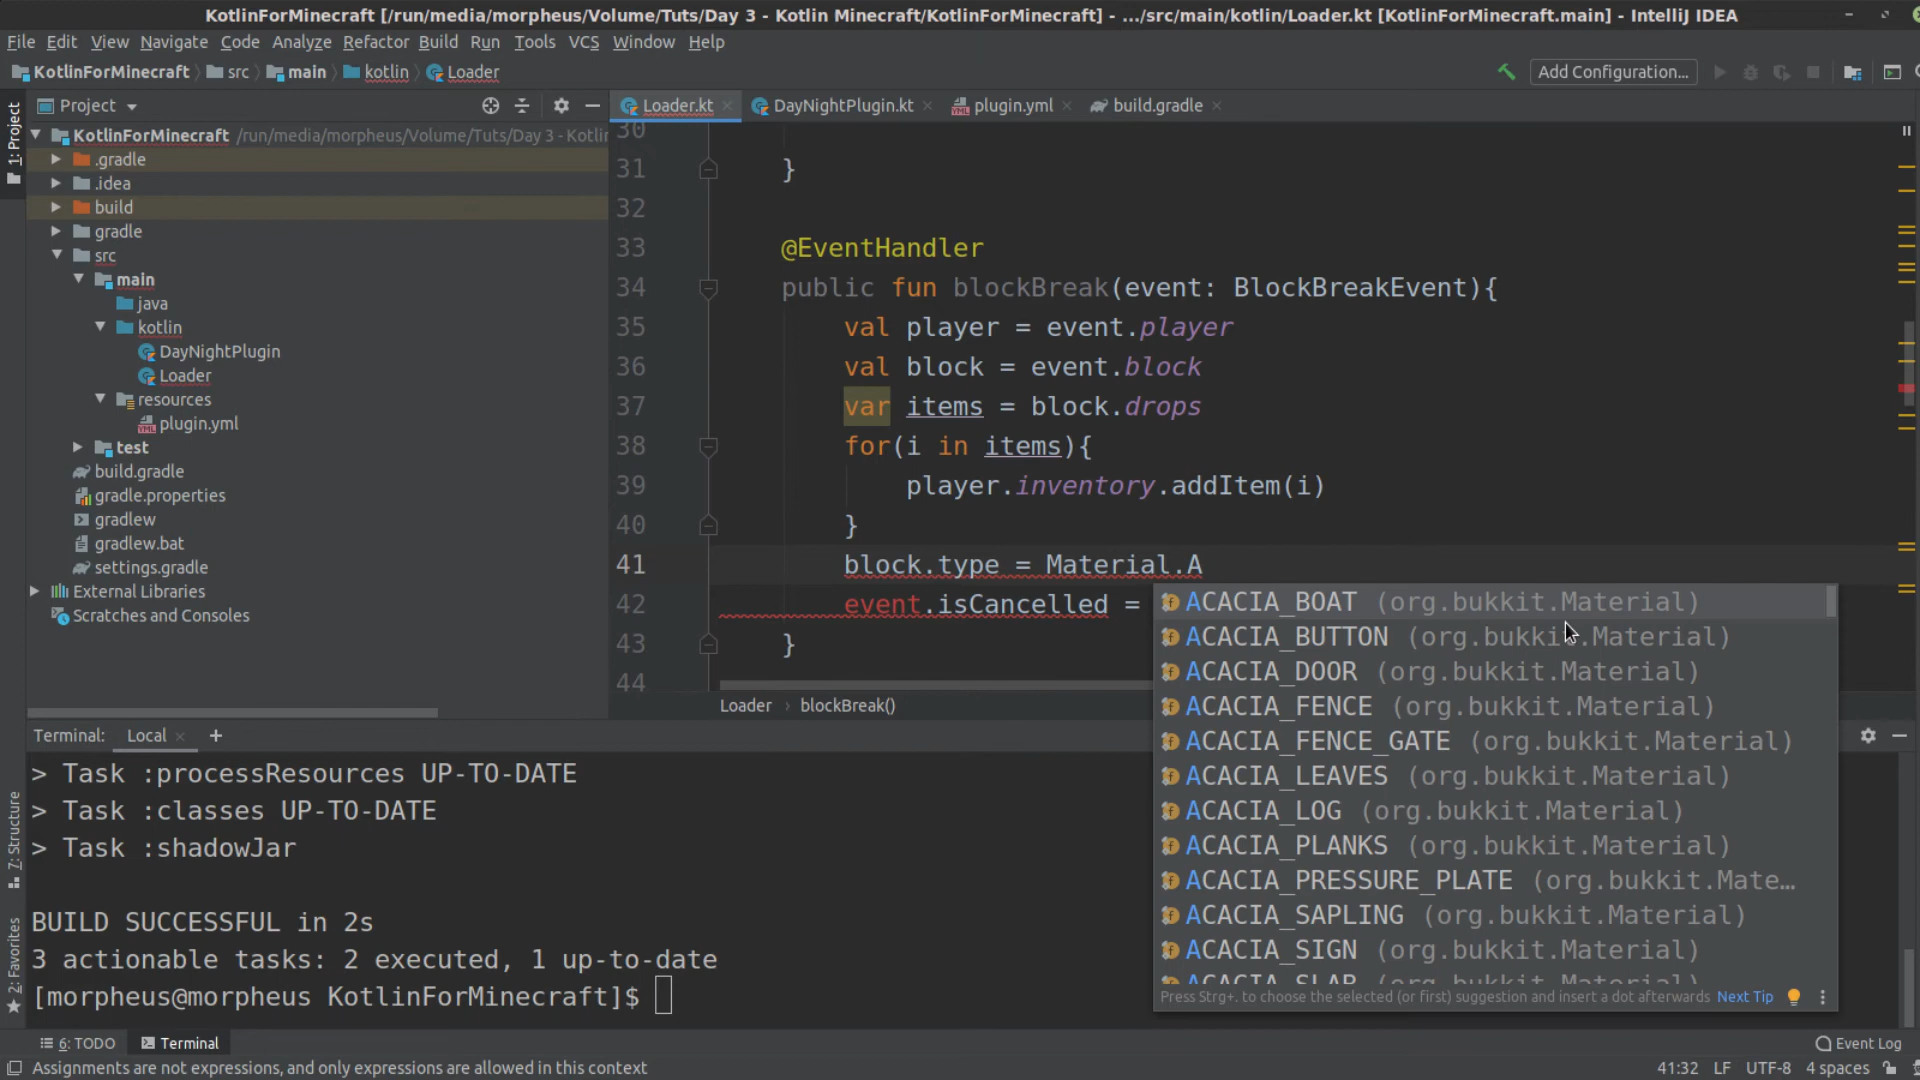 KotlinForMinecraft [/run/media/morpheus/Volume/Tuts/Day 3 - Kotlin Minecraft/KotlinForMinecraft] - .../src/main/kotlin/Loader.kt [KotlinForMinecraft.main] - IntelliJ IDEA
File Edit View Navigate Code Analyze Refactor Build Run Tools VCS Window Help
KotlinForMinecraft src main kotlin Loader
Add Configuration...
1: Project
Project
Loader.kt DayNightPlugin.kt plugin.yml build.gradle
KotlinForMinecraft /run/media/morpheus/Volume/Tuts/Day 3 - Kotlin
.gradle
.idea
build
gradle
src
main
java
kotlin
DayNightPlugin
Loader
resources
plugin.yml
test
build.gradle
gradle.properties
gradlew
gradlew.bat
settings.gradle
External Libraries
Scratches and Consoles
30
31 }
32
33 @EventHandler
34 public fun blockBreak(event: BlockBreakEvent){
35 val player = event.player
36 val block = event.block
37 var items = block.drops
38 for(i in items){
39 player.inventory.addItem(i)
40 }
41 block.type = Material.A
42 event.isCancelled =
43 }
44
Loader › blockBreak()
ACACIA_BOAT (org.bukkit.Material)
ACACIA_BUTTON (org.bukkit.Material)
ACACIA_DOOR (org.bukkit.Material)
ACACIA_FENCE (org.bukkit.Material)
ACACIA_FENCE_GATE (org.bukkit.Material)
ACACIA_LEAVES (org.bukkit.Material)
ACACIA_LOG (org.bukkit.Material)
ACACIA_PLANKS (org.bukkit.Material)
ACACIA_PRESSURE_PLATE (org.bukkit.Mate…
ACACIA_SAPLING (org.bukkit.Material)
ACACIA_SIGN (org.bukkit.Material)
ACACIA_SLAB (org.bukkit.Material)
Press Strg+. to choose the selected (or first) suggestion and insert a dot afterwards Next Tip
Terminal: Local +
> Task :processResources UP-TO-DATE
> Task :classes UP-TO-DATE
> Task :shadowJar
BUILD SUCCESSFUL in 2s
3 actionable tasks: 2 executed, 1 up-to-date
[morpheus@morpheus KotlinForMinecraft]$
7: Structure
2: Favorites
6: TODO Terminal
Event Log
Assignments are not expressions, and only expressions are allowed in this context
41:32 LF UTF-8 4 spaces